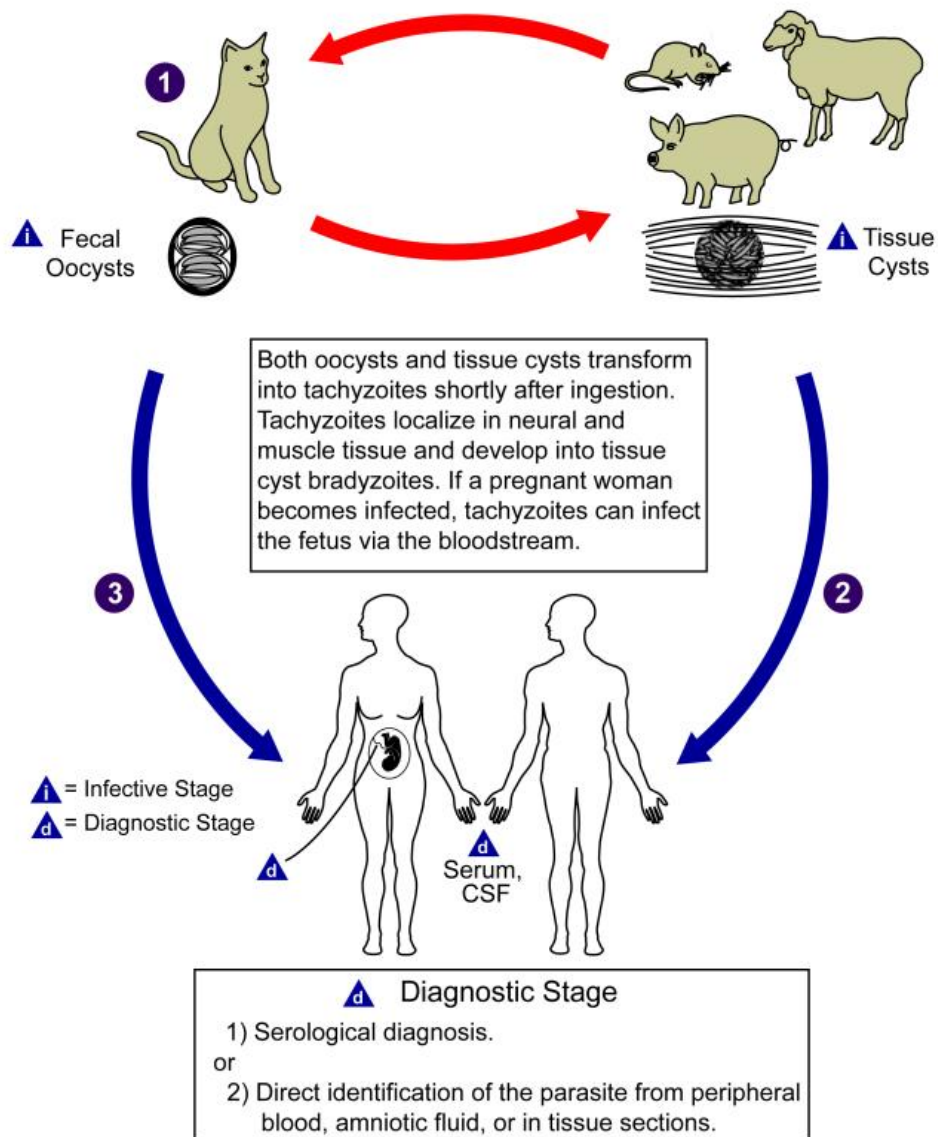 1
i Fecal
Oocysts
i Tissue
Cysts
Both oocysts and tissue cysts transform
into tachyzoites shortly after ingestion.
Tachyzoites localize in neural and
muscle tissue and develop into tissue
cyst bradyzoites. If a pregnant woman
becomes infected, tachyzoites can infect
the fetus via the bloodstream.
3
2
i = Infective Stage
d = Diagnostic Stage
d
d
Serum,
CSF
d Diagnostic Stage
1) Serological diagnosis.
or
2) Direct identification of the parasite from peripheral
blood, amniotic fluid, or in tissue sections.